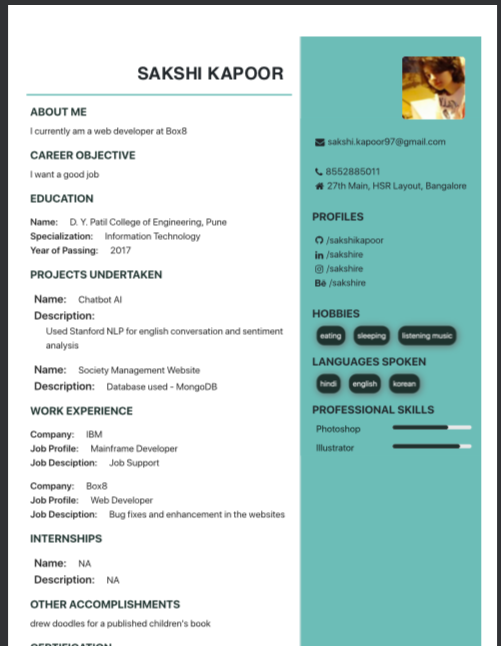 SAKSHI KAPOOR
ABOUT ME
I currently am a web developer at Box8
CAREER OBJECTIVE
I want a good job
EDUCATION
Name: D. Y. Patil College of Engineering, Pune
Specialization: Information Technology
Year of Passing: 2017
PROJECTS UNDERTAKEN
Name: Chatbot AI
Description:
Used Stanford NLP for english conversation and sentiment
analysis
Name: Society Management Website
Description: Database used - MongoDB
WORK EXPERIENCE
Company: IBM
Job Profile: Mainframe Developer
Job Desciption: Job Support
Company: Box8
Job Profile: Web Developer
Job Desciption: Bug fixes and enhancement in the websites
INTERNSHIPS
Name: NA
Description: NA
OTHER ACCOMPLISHMENTS
drew doodles for a published children's book
CERTIFICATION
sakshi.kapoor97@gmail.com
8552885011
27th Main, HSR Layout, Bangalore
PROFILES
/sakshikapoor
in /sakshire
/sakshire
Bē /sakshire
HOBBIES
eating sleeping listening music
LANGUAGES SPOKEN
hindi english korean
PROFESSIONAL SKILLS
Photoshop
Illustrator